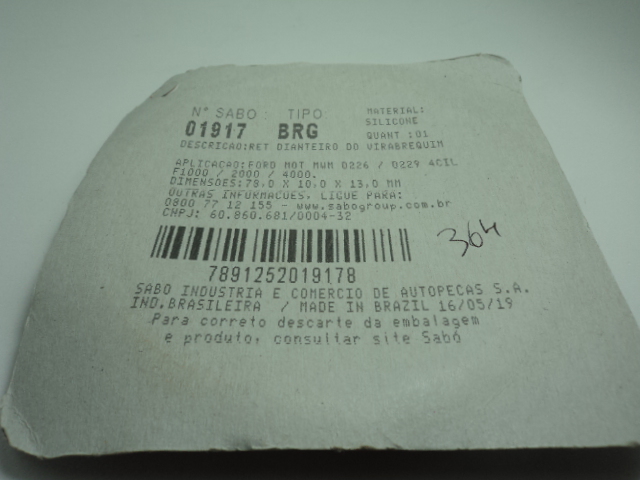 N° SABO: TIPO MATERIAL:
SILICONE
01917 BRG QUANT :01
DESCRICAO:RET DIANTEIRO DO VIRABREQUIM
APLICACAO:FORD MOT MWM D226 / D229 4CIL
F1000 / 2000 / 4000.
DIMENSOES:78,0 X 10,0 X 13,0 MM
OUTRAS INFORMACOES, LIGUE PARA:
0800 77 12 155 - www.sabogroup.com.br
CNPJ: 60.860.681/0004-32
364
7891252019178
SABO INDUSTRIA E COMERCIO DE AUTOPECAS S.A.
IND.BRASILEIRA / MADE IN BRAZIL 16/05/19
Para correto descarte da embalagem
e produto, consultar site Sabó